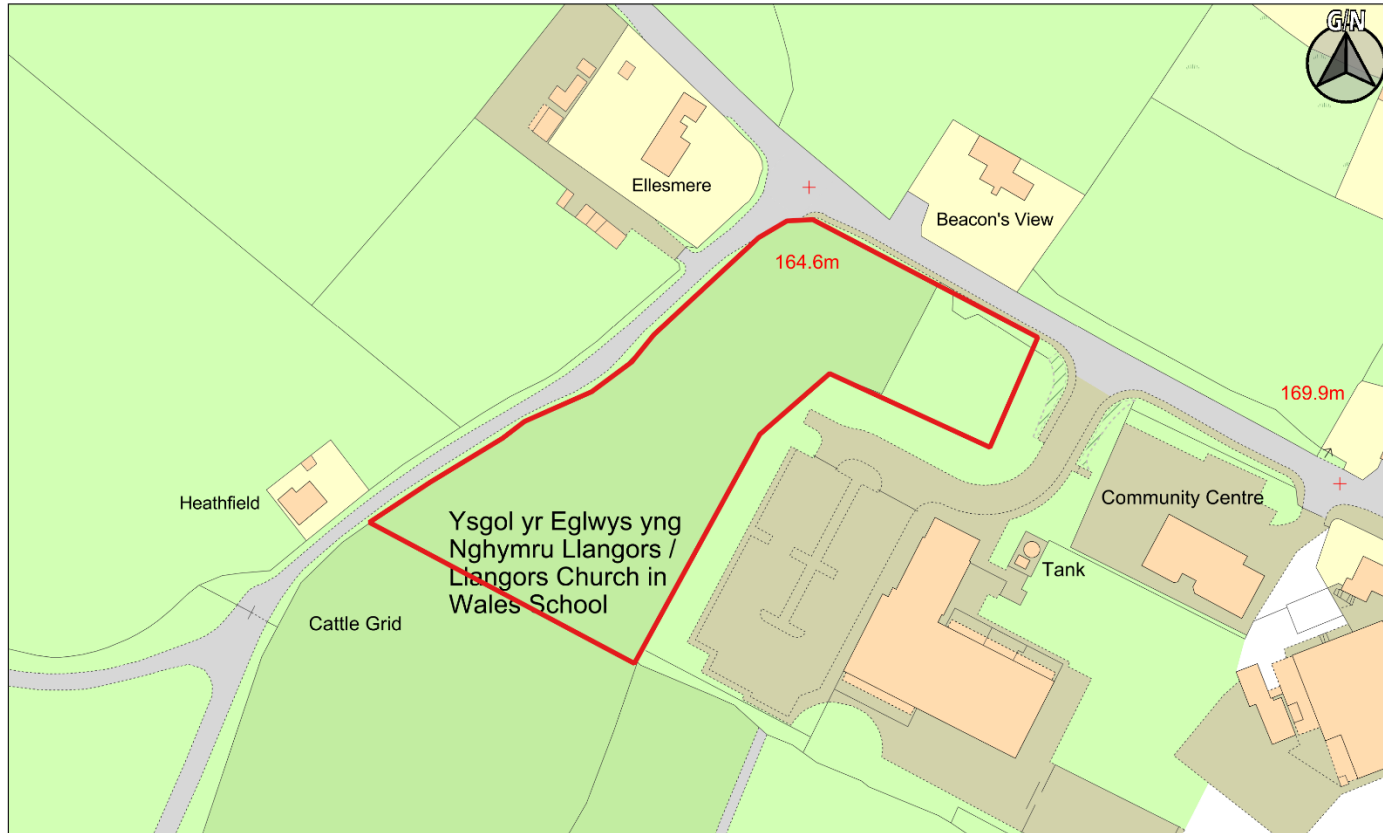 G/N
Ellesmere
Beacon's View
164.6m
169.9m
Heathfield
Community Centre
Ysgol yr Eglwys yng
Nghymru Llangors /
Llangors Church in
Wales School
Tank
Cattle Grid